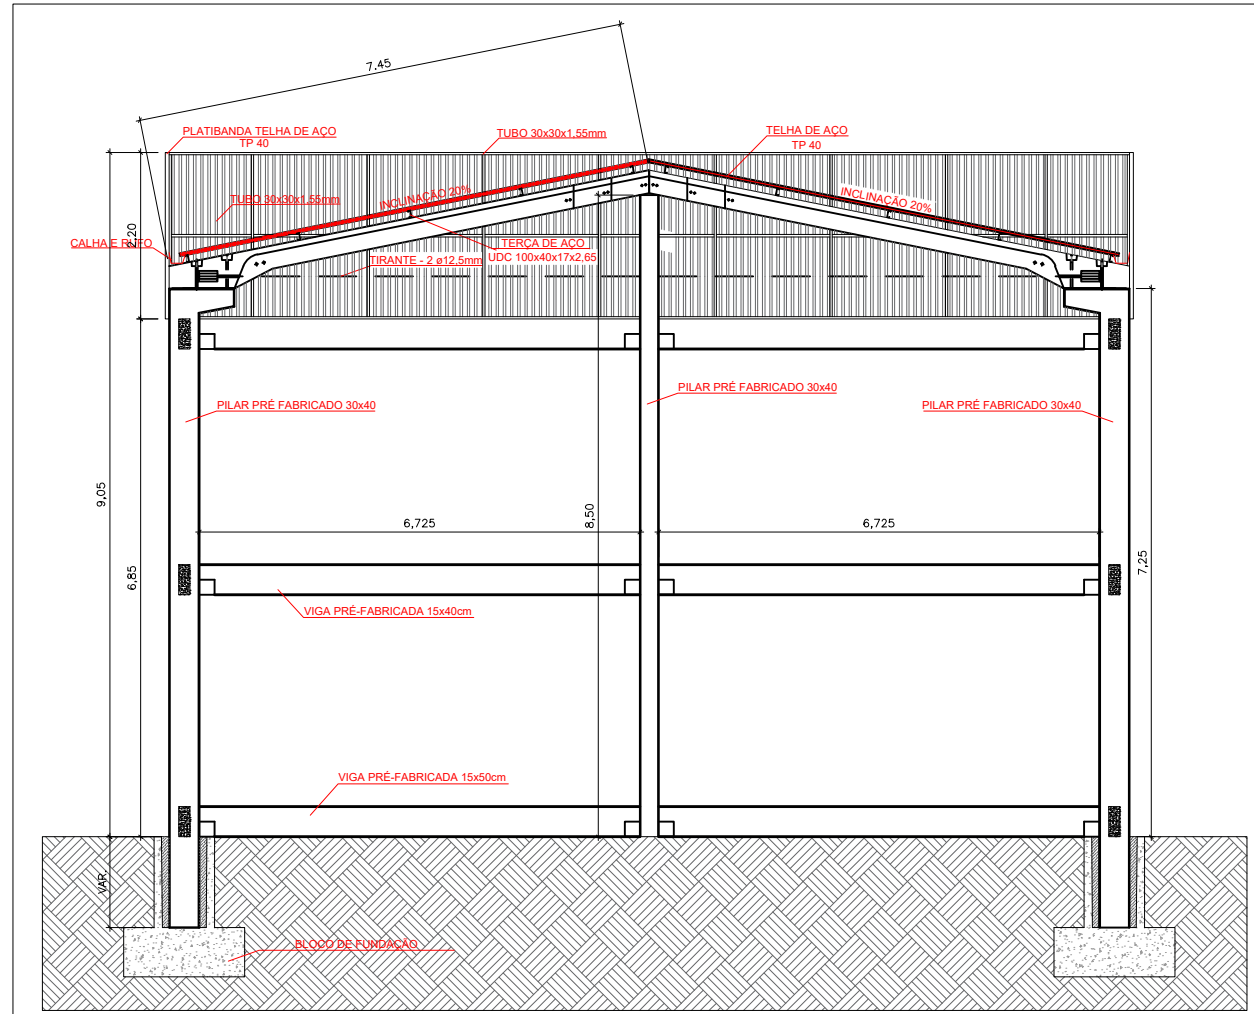 7.45
PLATIBANDA TELHA DE AÇO
TP 40
TUBO 30x30x1,55mm
TELHA DE AÇO
TP 40
TUBO 30x30x1,55mm
INCLINAÇÃO 20%
INCLINAÇÃO 20%
2,20
CALHA E RUFO
TERÇA DE AÇO
UDC 100x40x17x2,65
TIRANTE - 2 ø12,5mm
PILAR PRÉ FABRICADO 30x40
PILAR PRÉ FABRICADO 30x40
PILAR PRÉ FABRICADO 30x40
9,05
6,725
8,50
6,725
6,85
7,25
VIGA PRÉ-FABRICADA 15x40cm
VIGA PRÉ-FABRICADA 15x50cm
VAR.
BLOCO DE FUNDAÇÃO